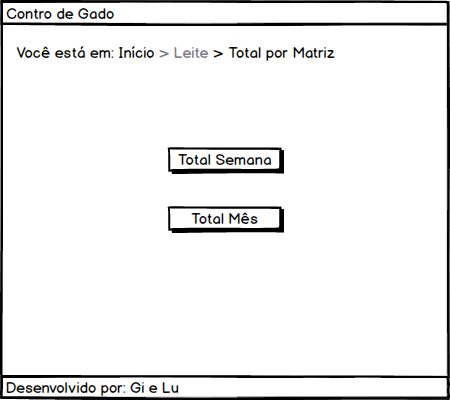 Contro de Gado
Você está em: Início > Leite > Total por Matriz
Total Semana
Total Mês
Desenvolvido por: Gi e Lu